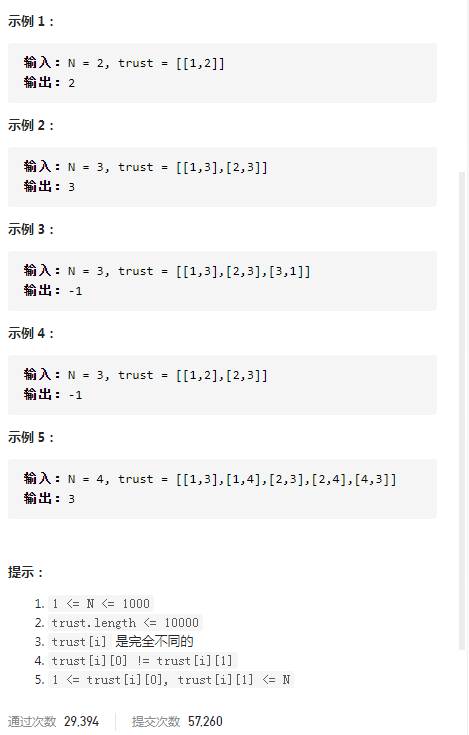 示例 1：
输入：N = 2, trust = [[1,2]]
输出：2
示例 2：
输入：N = 3, trust = [[1,3],[2,3]]
输出：3
示例 3：
输入：N = 3, trust = [[1,3],[2,3],[3,1]]
输出：-1
示例 4：
输入：N = 3, trust = [[1,2],[2,3]]
输出：-1
示例 5：
输入：N = 4, trust = [[1,3],[1,4],[2,3],[2,4],[4,3]]
输出：3
提示：
1. 1 <= N <= 1000
2. trust.length <= 10000
3. trust[i] 是完全不同的
4. trust[i][0] != trust[i][1]
5. 1 <= trust[i][0], trust[i][1] <= N
通过次数 29,394 提交次数 57,260